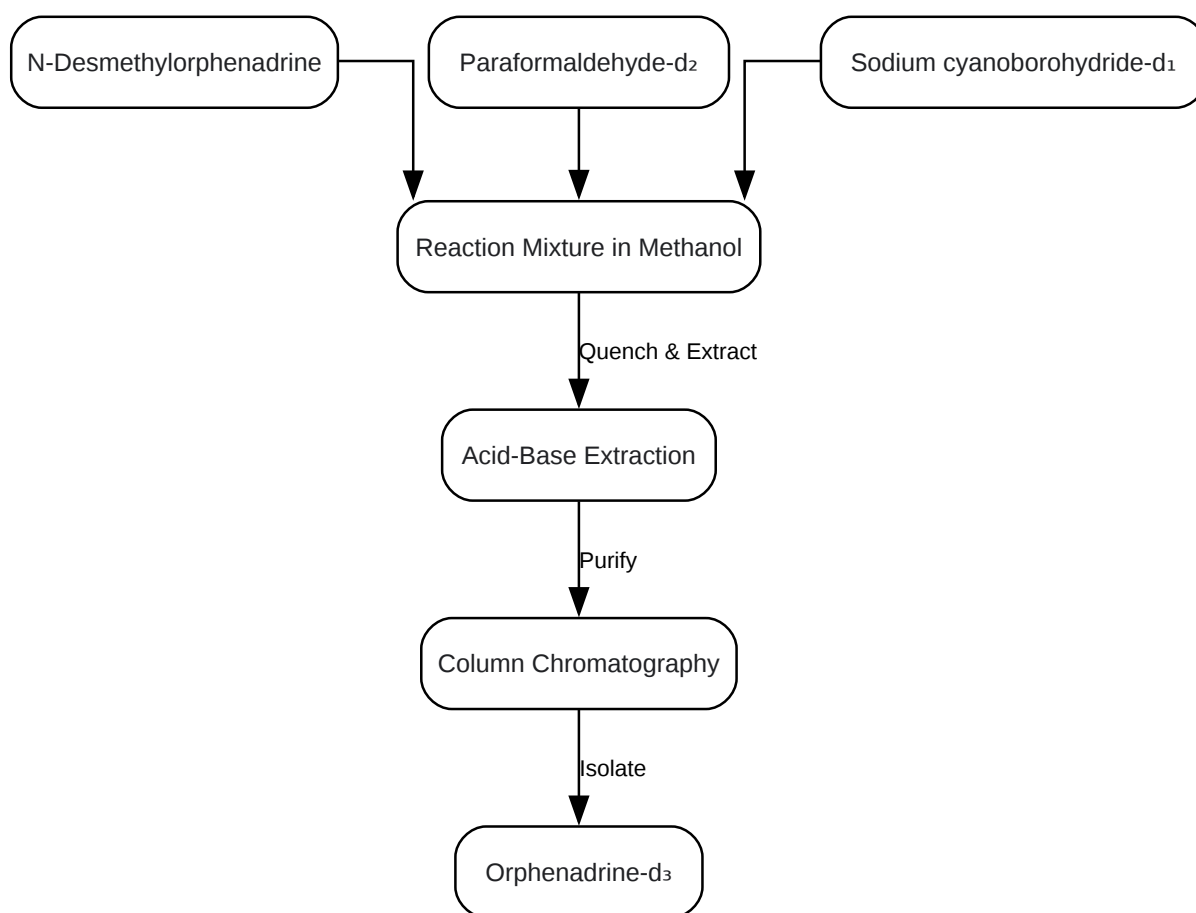 N-Desmethylorphenadrine
Paraformaldehyde-d₂
Sodium cyanoborohydride-d₁
Reaction Mixture in Methanol
Quench & Extract
Acid-Base Extraction
Purify
Column Chromatography
Isolate
Orphenadrine-d₃